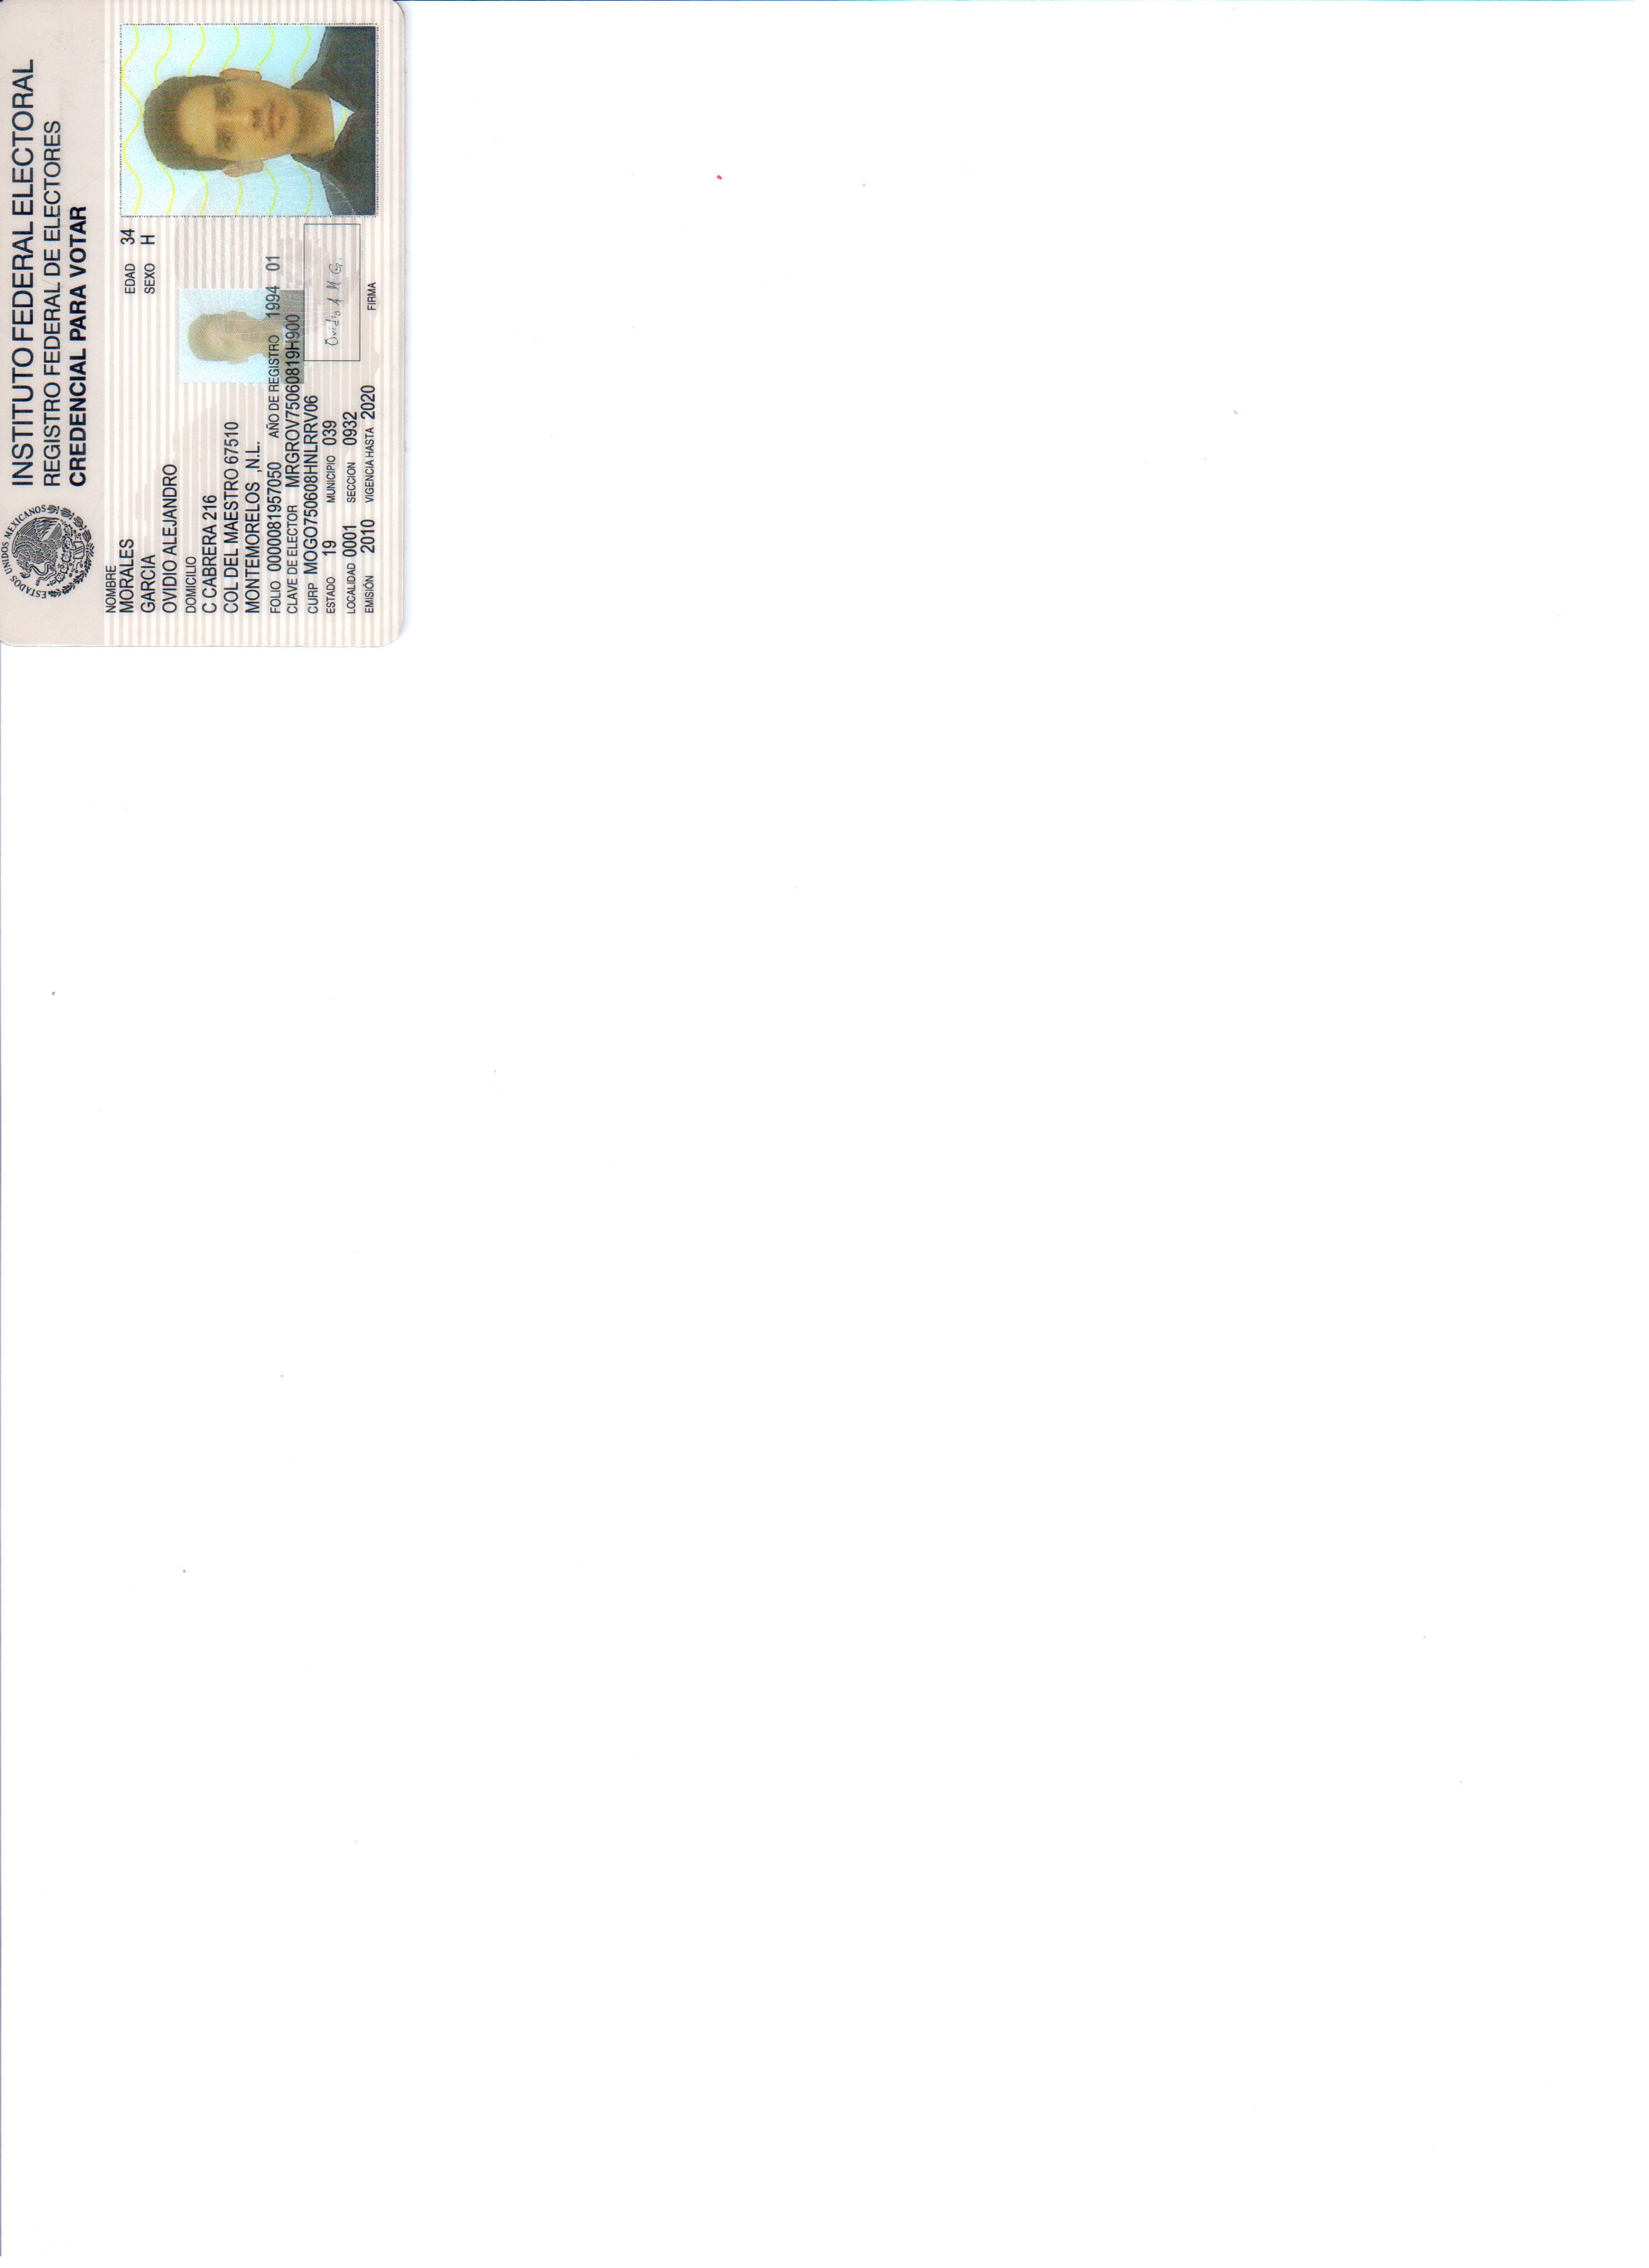 ESTADOS UNIDOS MEXICANOS
INSTITUTO FEDERAL ELECTORAL
REGISTRO FEDERAL DE ELECTORES
CREDENCIAL PARA VOTAR
NOMBRE
MORALES
GARCIA
OVIDIO ALEJANDRO
EDAD 34
SEXO H
DOMICILIO
C CABRERA 216
COL DEL MAESTRO 67510
MONTEMORELOS ,N.L.
FOLIO 0000081957050 AÑO DE REGISTRO 1994 01
CLAVE DE ELECTOR MRGROV75060819H900
CURP MOGO750608HNLRRV06
ESTADO 19 MUNICIPIO 039
LOCALIDAD 0001 SECCION 0932
EMISIÓN 2010 VIGENCIA HASTA 2020
Ovidio A M G.
FIRMA